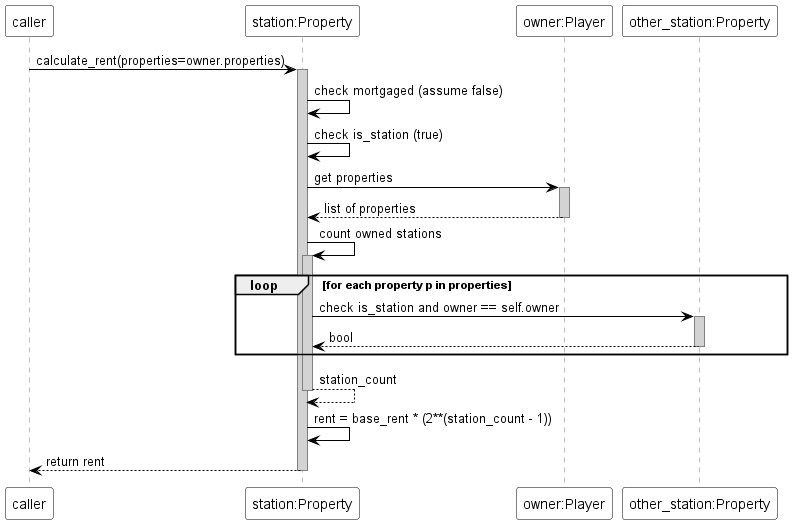 caller
station:Property
owner:Player
other_station:Property
calculate_rent(properties=owner.properties)
check mortgaged (assume false)
check is_station (true)
get properties
list of properties
count owned stations
loop [for each property p in properties]
check is_station and owner == self.owner
bool
station_count
rent = base_rent * (2**(station_count - 1))
return rent
caller
station:Property
owner:Player
other_station:Property